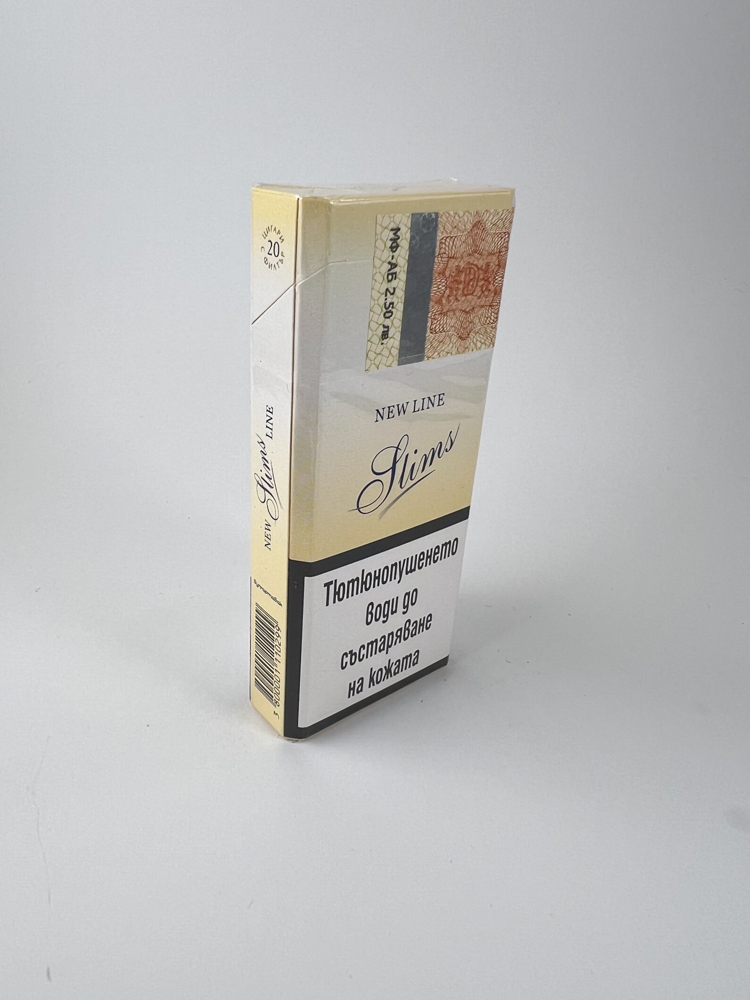 ЦИГАРИ
20
С ФИЛТЪР
NEW Slims LINE
МФ-АБ 2.50 лв.
NEW LINE
Slims
Тютюнопушенето
води до
състаряване
на кожата